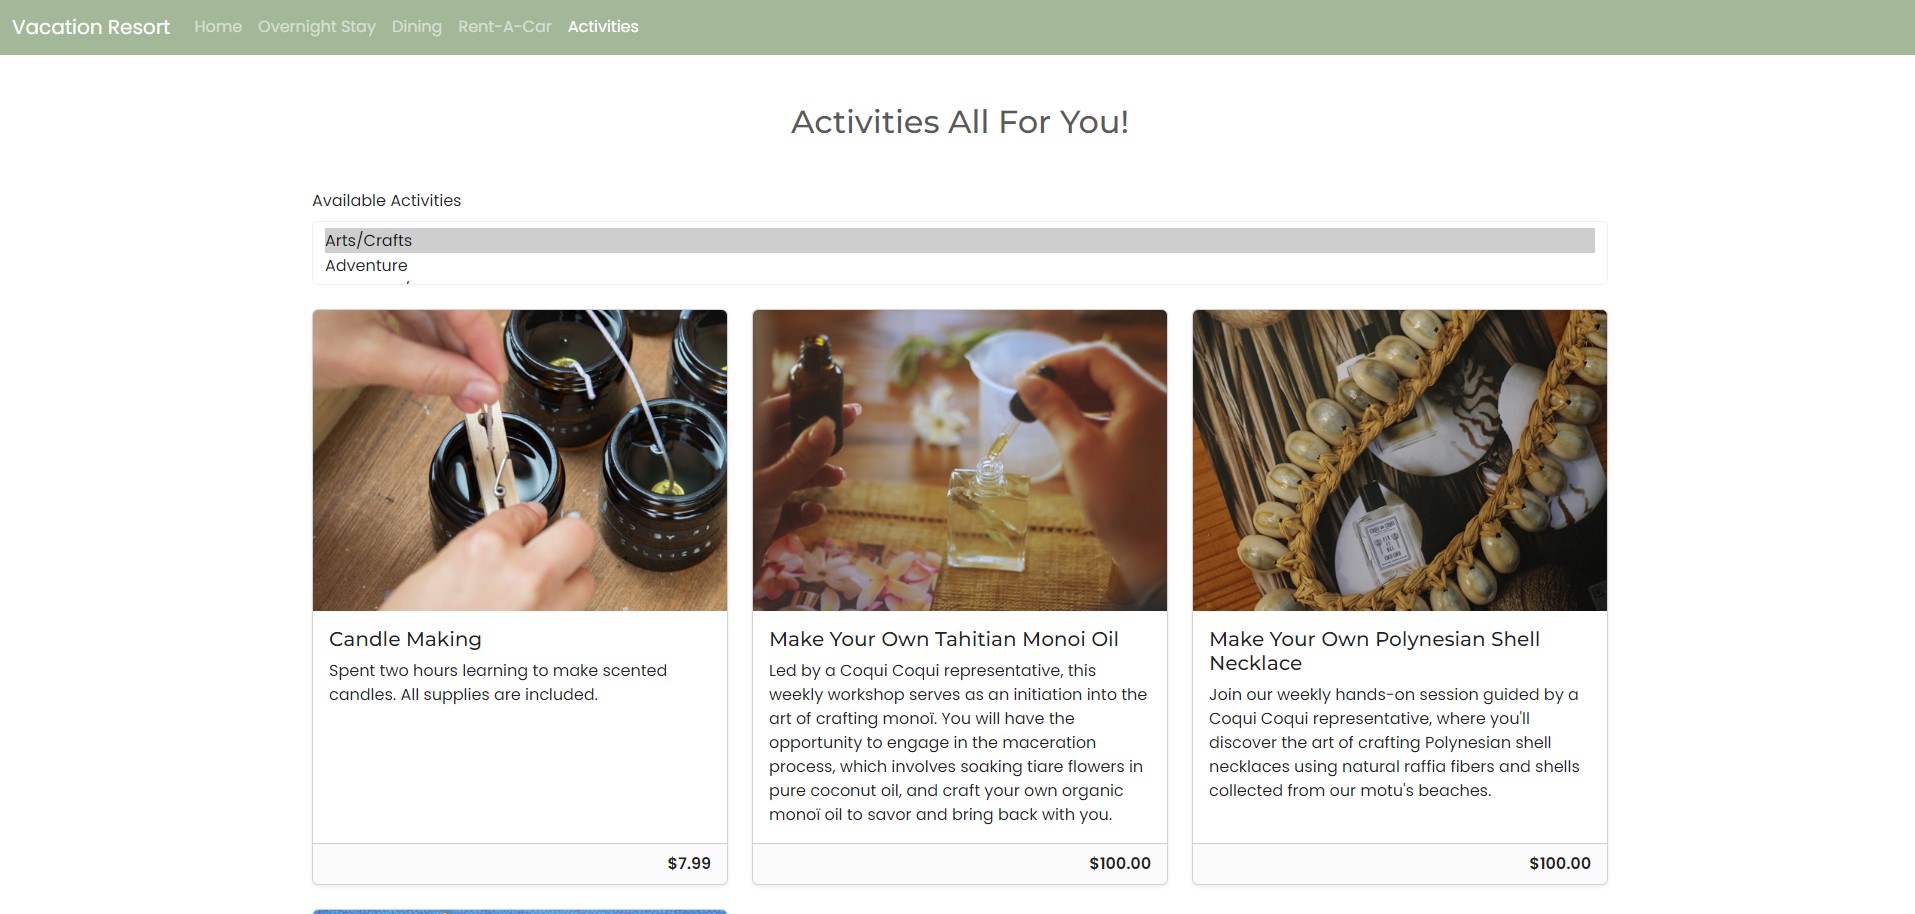 Vacation Resort Home Overnight Stay Dining Rent-A-Car Activities
Activities All For You!
Available Activities
Arts/Crafts
Adventure
Candle Making
Spent two hours learning to make scented
candles. All supplies are included.
$7.99
Make Your Own Tahitian Monoi Oil
Led by a Coqui Coqui representative, this
weekly workshop serves as an initiation into the
art of crafting monoï. You will have the
opportunity to engage in the maceration
process, which involves soaking tiare flowers in
pure coconut oil, and craft your own organic
monoï oil to savor and bring back with you.
$100.00
Make Your Own Polynesian Shell
Necklace
Join our weekly hands-on session guided by a
Coqui Coqui representative, where you'll
discover the art of crafting Polynesian shell
necklaces using natural raffia fibers and shells
collected from our motu's beaches.
$100.00